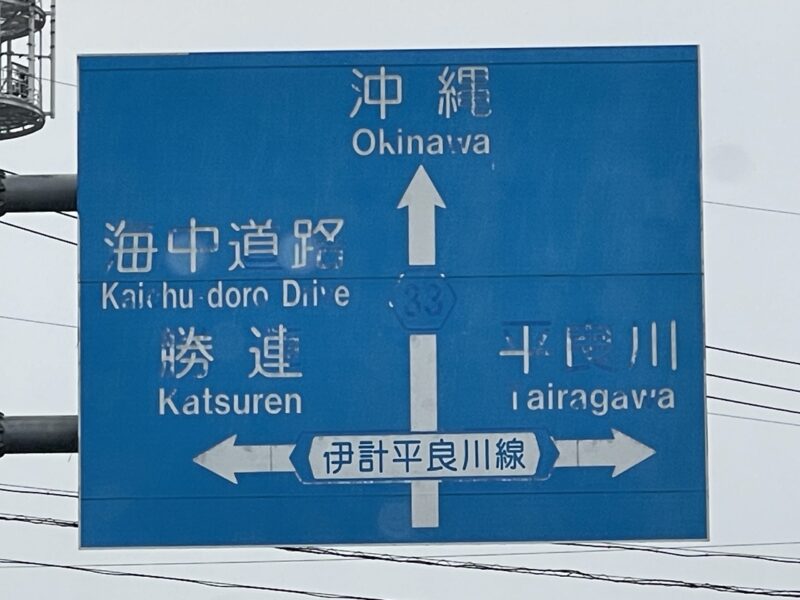 沖縄
Okinawa
海中道路
Kaichu-doro Drive
33
勝連
Katsuren
平良川
Tairagawa
伊計平良川線